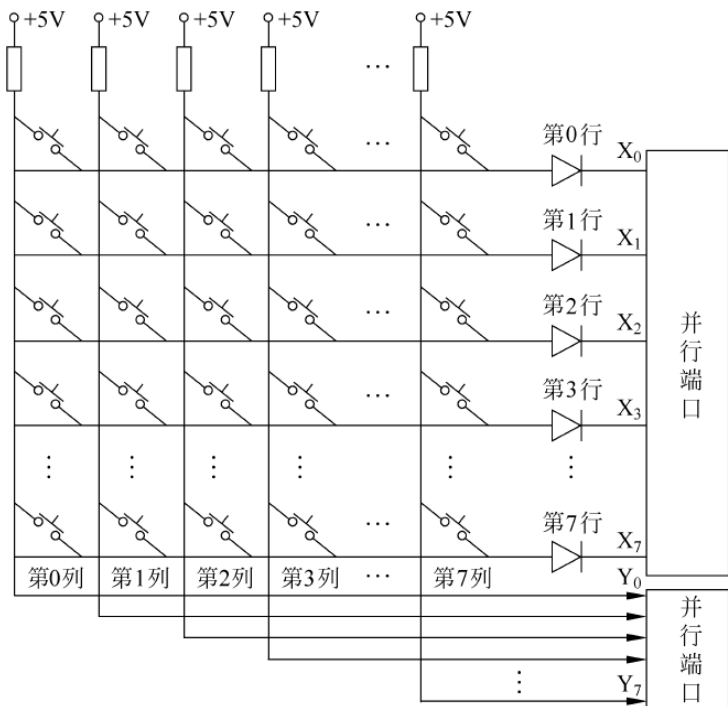 +5V +5V +5V +5V … +5V
… 第0行 X₀
… 第1行 X₁
… 第2行 X₂
… 第3行 X₃
… 第7行 X₇
第0列 第1列 第2列 第3列 … 第7列 Y₀
Y₇
并行端口
并行端口